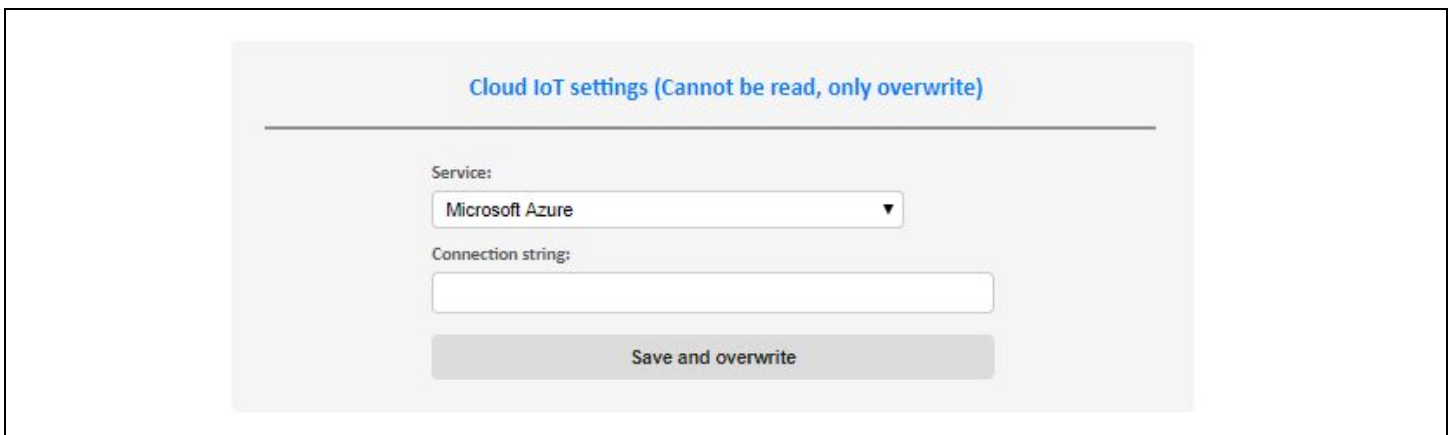 Cloud IoT settings (Cannot be read, only overwrite)
Service:
Microsoft Azure
Connection string:
Save and overwrite